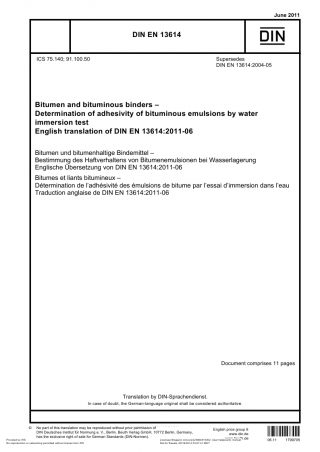 June 2011
DIN EN 13614
DIN
ICS 75.140; 91.100.50
Supersedes
DIN EN 13614:2004-05
Bitumen and bituminous binders –
Determination of adhesivity of bituminous emulsions by water
immersion test
English translation of DIN EN 13614:2011-06
Bitumen und bitumenhaltige Bindemittel –
Bestimmung des Haftverhaltens von Bitumenemulsionen bei Wasserlagerung
Englische Übersetzung von DIN EN 13614:2011-06
Bitumes et liants bitumineux –
Détermination de l'adhésivité des émulsions de bitume par l'essai d'immersion dans l'eau
Traduction anglaise de DIN EN 13614:2011-06
Document comprises 11 pages
Translation by DIN-Sprachendienst.
In case of doubt, the German-language original shall be considered authoritative.
© No part of this translation may be reproduced without prior permission of
DIN Deutsches Institut für Normung e. V., Berlin. Beuth Verlag GmbH, 10772 Berlin, Germany,
has the exclusive right of sale for German Standards (DIN-Normen).
English price group 8
www.din.de